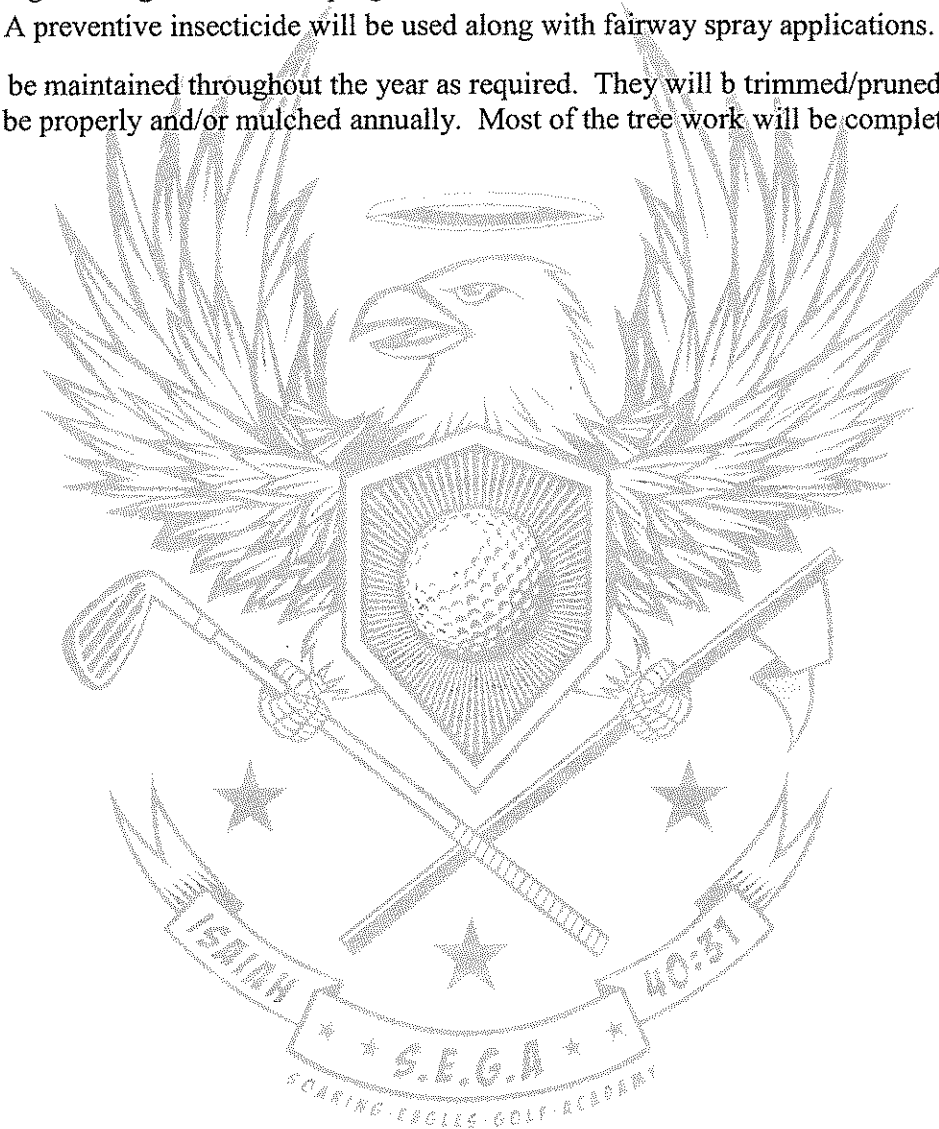 A preventive insecticide will be used along with fairway spray applications.
be maintained throughout the year as required. They will b trimmed/pruned
be properly and/or mulched annually. Most of the tree work will be complet
ISAIAH
40:31
S.E.G.A
SOARING · EAGLES · GOLF · ACADEMY